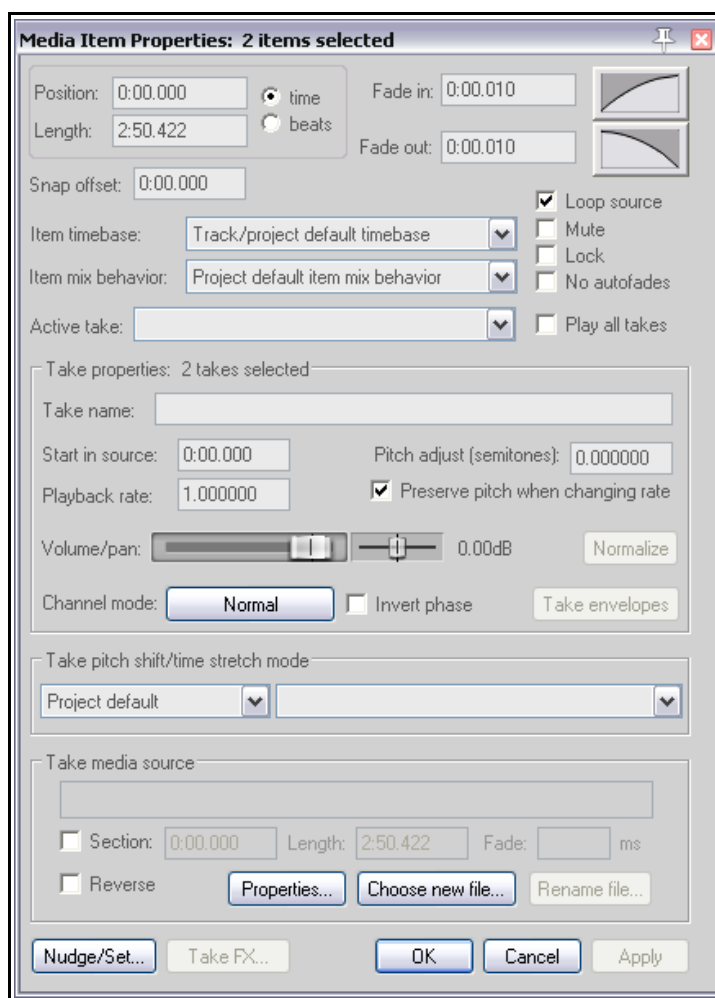 Media Item Properties: 2 items selected
Position: 0:00.000 time Fade in: 0:00.010
Length: 2:50.422 beats
Fade out: 0:00.010
Snap offset: 0:00.000
Loop source
Item timebase: Track/project default timebase Mute
Lock
Item mix behavior: Project default item mix behavior No autofades
Active take: Play all takes
Take properties: 2 takes selected
Take name:
Start in source: 0:00.000 Pitch adjust (semitones): 0.000000
Playback rate: 1.000000 Preserve pitch when changing rate
Volume/pan: 0.00dB Normalize
Channel mode: Normal Invert phase Take envelopes
Take pitch shift/time stretch mode
Project default
Take media source
Section: 0:00.000 Length: 2:50.422 Fade: ms
Reverse Properties... Choose new file... Rename file...
Nudge/Set... Take FX... OK Cancel Apply